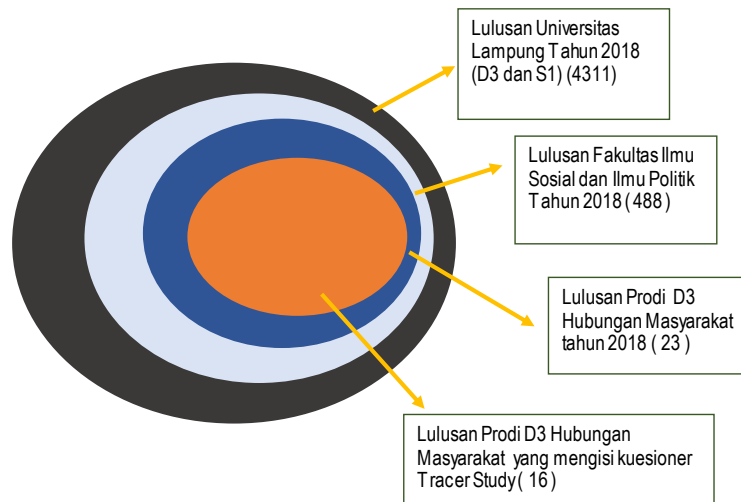 Lulusan Universitas
Lampung Tahun 2018
(D3 dan S1) (4311)
Lulusan Fakultas Ilmu
Sosial dan Ilmu Politik
Tahun 2018 ( 488 )
Lulusan Prodi D3
Hubungan Masyarakat
tahun 2018 ( 23 )
Lulusan Prodi D3 Hubungan
Masyarakat yang mengisi kuesioner
Tracer Study ( 16 )